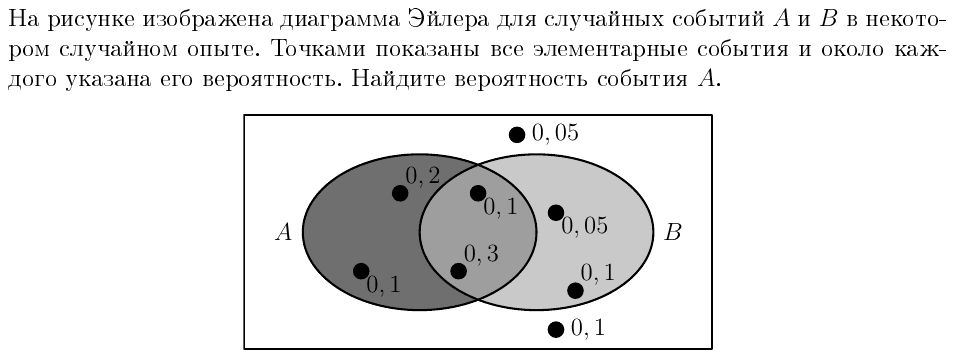 На рисунке изображена диаграмма Эйлера для случайных событий A и B в некото-
ром случайном опыте. Точками показаны все элементарные события и около каж-
дого указана его вероятность. Найдите вероятность события A.
0,05
0,2
0,1
0,05
A
B
0,3
0,1
0,1
0,1